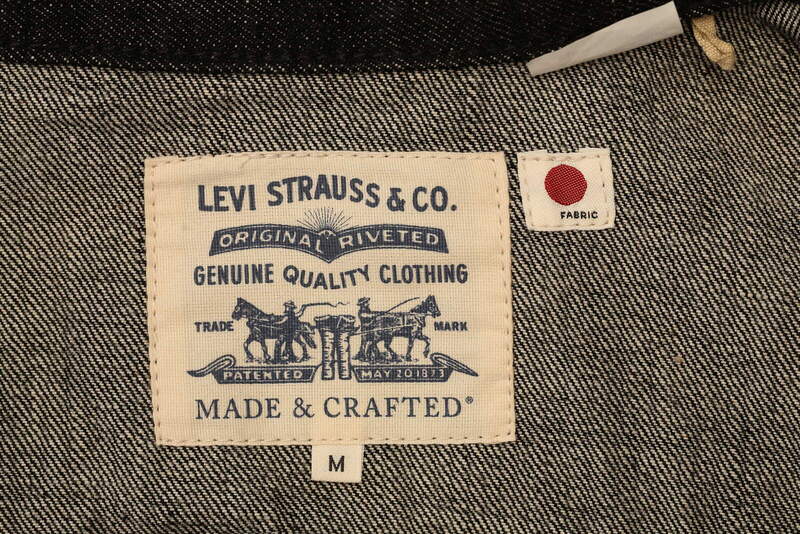 LEVI STRAUSS & CO.
ORIGINAL RIVETED
GENUINE QUALITY CLOTHING
TRADE MARK
PATENTED MAY 20 1873
MADE & CRAFTED®
M
FABRIC